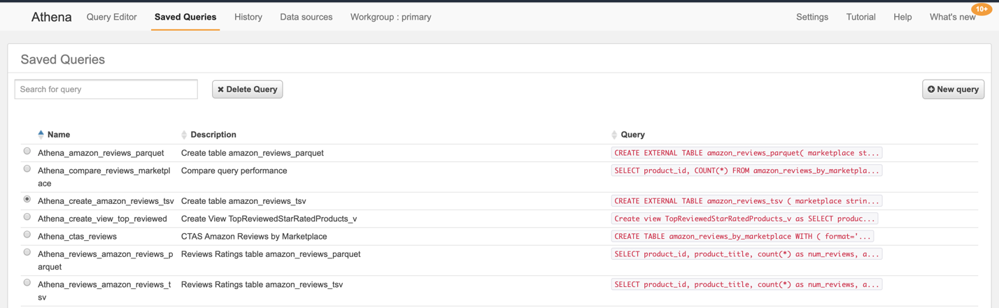 10+
Athena Query Editor Saved Queries History Data sources Workgroup : primary Settings Tutorial Help What's new
Saved Queries
Search for query Delete Query New query
Name Description Query
Athena_amazon_reviews_parquet Create table amazon_reviews_parquet CREATE EXTERNAL TABLE amazon_reviews_parquet( marketplace st...
Athena_compare_reviews_marketpl Compare query performance SELECT product_id, COUNT(*) FROM amazon_reviews_by_marketpla...
ace
Athena_create_amazon_reviews_tsv Create table amazon_reviews_tsv CREATE EXTERNAL TABLE amazon_reviews_tsv ( marketplace strin...
Athena_create_view_top_reviewed Create View TopReviewedStarRatedProducts_v Create view TopReviewedStarRatedProducts_v as SELECT produc...
Athena_ctas_reviews CTAS Amazon Reviews by Marketplace CREATE TABLE amazon_reviews_by_marketplace WITH ( format='...
Athena_reviews_amazon_reviews_p Reviews Ratings table amazon_reviews_parquet SELECT product_id, product_title, count(*) as num_reviews, a...
arquet
Athena_reviews_amazon_reviews_t Reviews Ratings table amazon_reviews_tsv SELECT product_id, product_title, count(*) as num_reviews, a...
sv